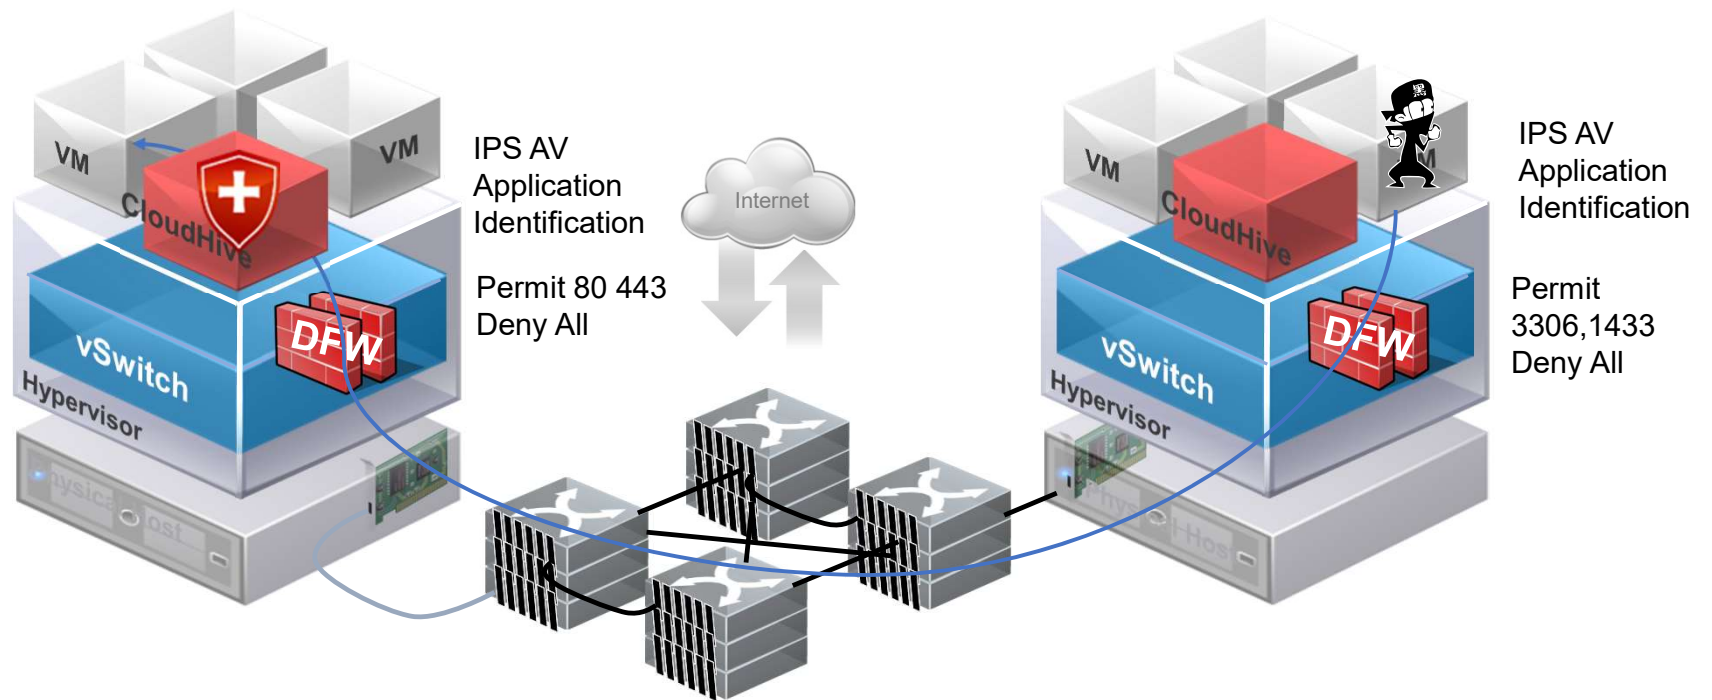 VM
VM
CloudHive
vSwitch
DFW
Hypervisor
IPS AV
Application
Identification
Permit 80 443
Deny All
Internet
VM
黑
CloudHive
vSwitch
DFW
Hypervisor
IPS AV
Application
Identification
Permit
3306,1433
Deny All